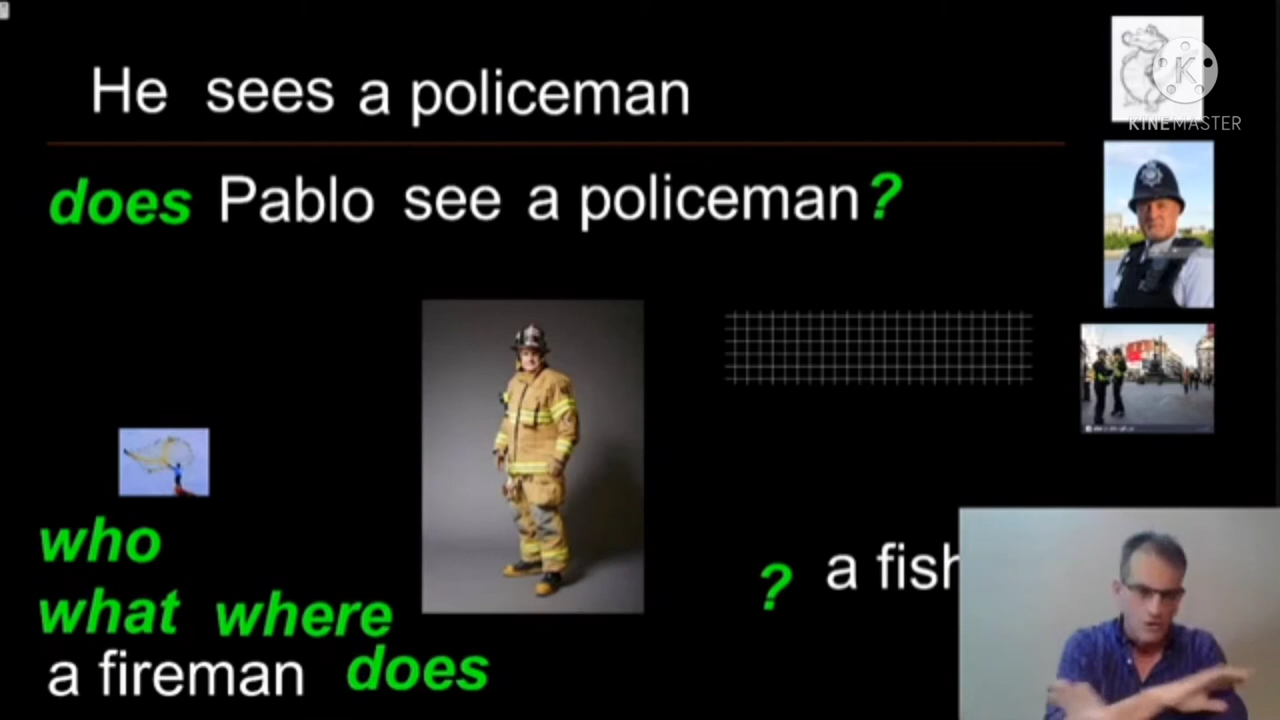 He sees a policeman
KINEMASTER
does Pablo see a policeman?
who
what where
a fireman does
? a fish